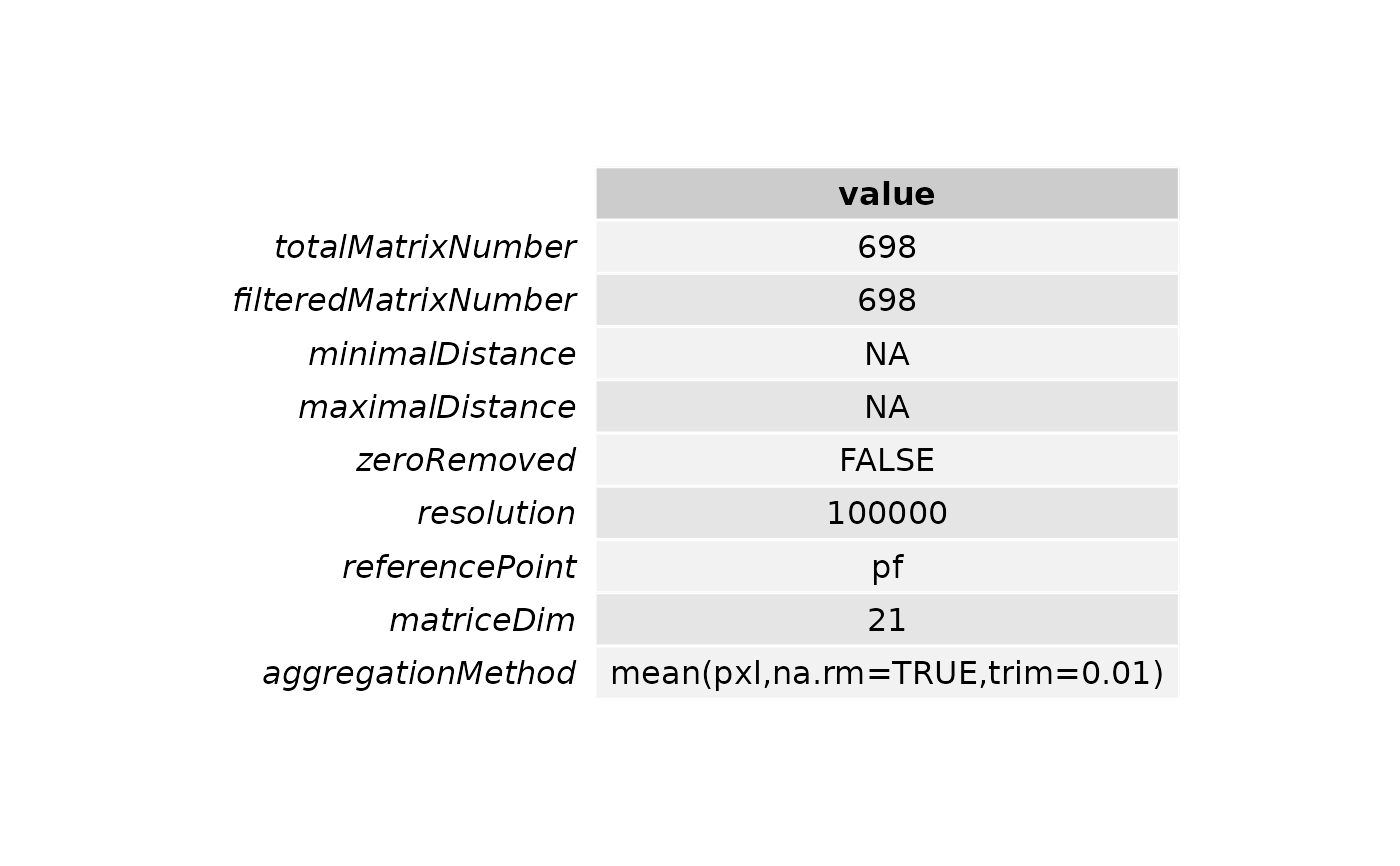 value
totalMatrixNumber 698
filteredMatrixNumber 698
minimalDistance NA
maximalDistance NA
zeroRemoved FALSE
resolution 100000
referencePoint pf
matriceDim 21
aggregationMethod mean(pxl,na.rm=TRUE,trim=0.01)